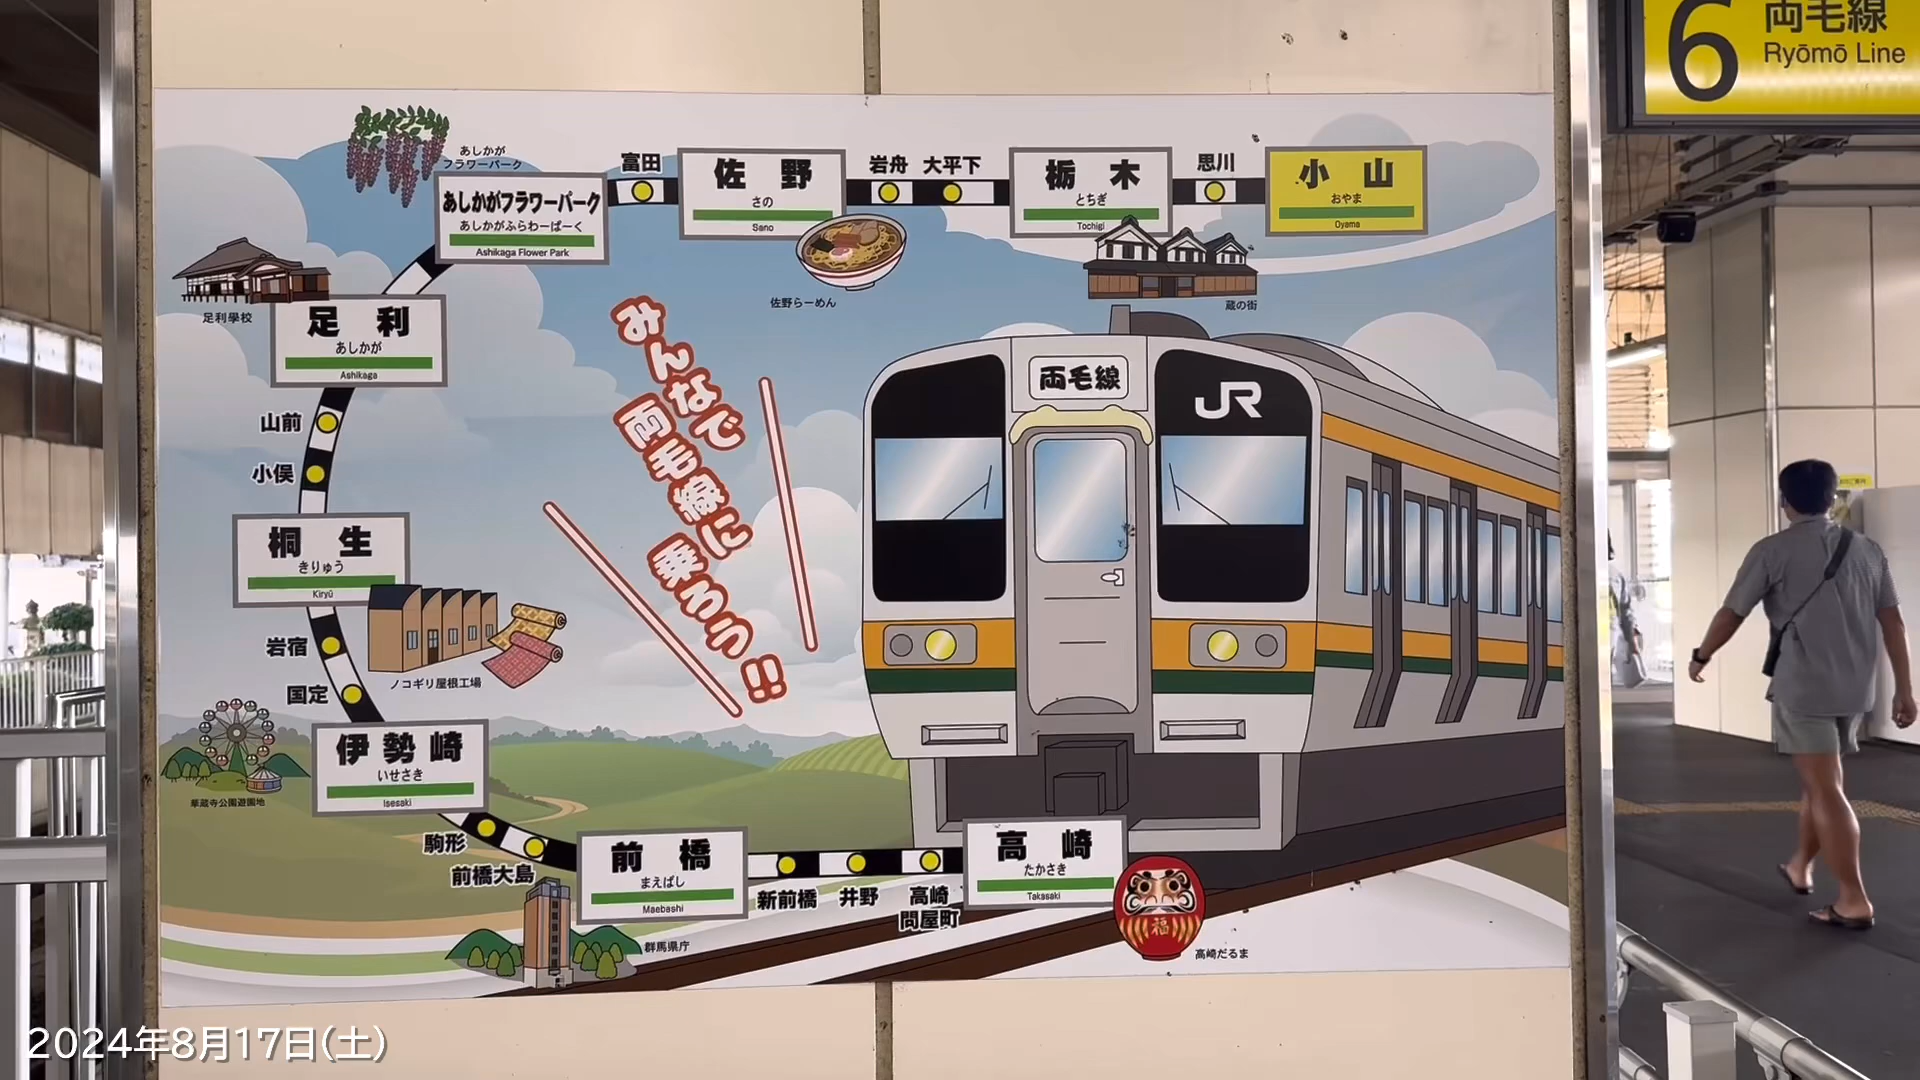 6
両毛線
Ryōmō Line
あしかが
フラワーパーク
あしかがフラワーパーク
あしかがふらわーぱーく
Ashikaga Flower Park
富田
佐野
さの
Sano
佐野らーめん
岩舟
大平下
栃木
とちぎ
Tochigi
蔵の街
思川
小山
おやま
Oyama
足利學校
足利
あしかが
Ashikaga
山前
小俣
桐生
きりゅう
Kiryū
ノコギリ屋根工場
岩宿
国定
華蔵寺公園遊園地
伊勢崎
いせさき
Isesaki
駒形
前橋大島
前橋
まえばし
Maebashi
群馬県庁
新前橋
井野
高崎
問屋町
高崎
たかさき
Takasaki
福
高崎だるま
みんなで
両毛線に
乗ろう!!
両毛線
JR
2024年8月17日(土)